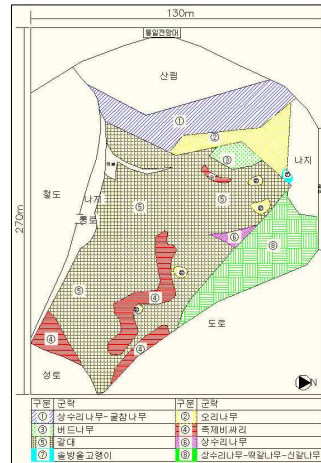 130m
통일전망대
산림
①
②
③
나지
철도
나지
④
⑤
⑤
통로
270m
⑥
⑧
⑤
④
④
④
도로
성토
N
구분 군락 구분 군락
① 상수리나무-굴참나무 ② 오리나무
③ 버드나무 ④ 족제비싸리
⑤ 갈대 ⑥ 상수리나무
⑦ 솔방울고랭이 ⑧ 상수리나무-떡갈나무-신갈나무